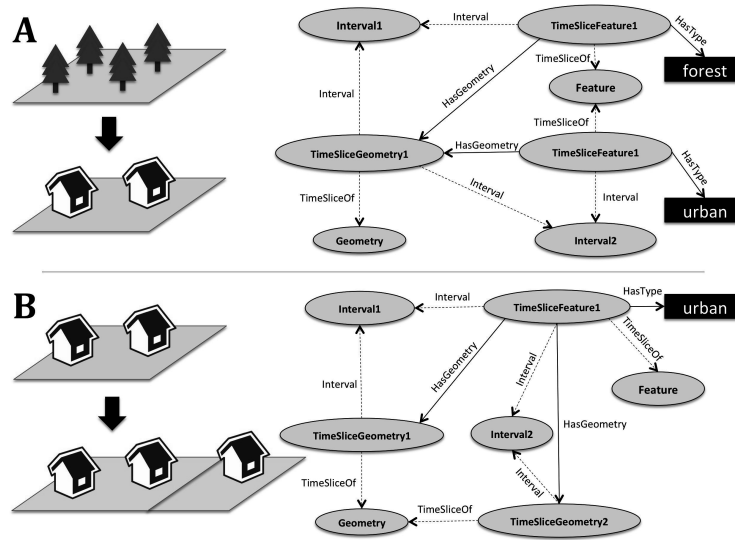 A
Interval1
Interval
TimeSliceFeature1
HasType
forest
TimeSliceOf
HasGeometry
Interval
Feature
TimeSliceOf
TimeSliceGeometry1
HasGeometry
TimeSliceFeature1
HasType
TimeSliceOf
Interval
Interval
urban
Geometry
Interval2
B
Interval1
Interval
TimeSliceFeature1
HasType
urban
TimeSliceOf
HasGeometry
Interval
Interval
Feature
TimeSliceGeometry1
Interval2
HasGeometry
TimeSliceOf
Interval
Geometry
TimeSliceOf
TimeSliceGeometry2